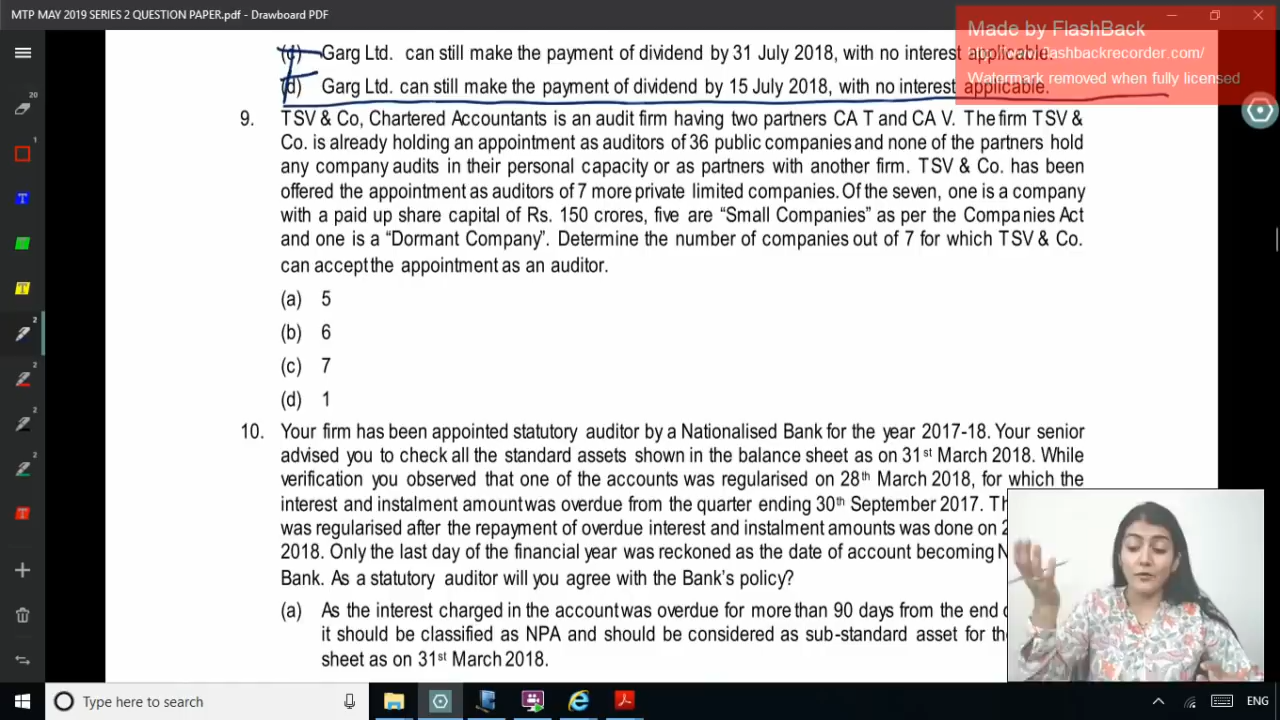 MTP MAY 2019 SERIES 2 QUESTION PAPER.pdf - Drawboard PDF
Made by FlashBack
http://www.flashbackrecorder.com/
Watermark removed when fully licensed
(c) Garg Ltd. can still make the payment of dividend by 31 July 2018, with no interest applicable.
(d) Garg Ltd. can still make the payment of dividend by 15 July 2018, with no interest applicable.
9. TSV & Co, Chartered Accountants is an audit firm having two partners CA T and CA V. The firm TSV &
Co. is already holding an appointment as auditors of 36 public companies and none of the partners hold
any company audits in their personal capacity or as partners with another firm. TSV & Co. has been
offered the appointment as auditors of 7 more private limited companies. Of the seven, one is a company
with a paid up share capital of Rs. 150 crores, five are “Small Companies” as per the Companies Act
and one is a “Dormant Company”. Determine the number of companies out of 7 for which TSV & Co.
can accept the appointment as an auditor.
(a) 5
(b) 6
(c) 7
(d) 1
10. Your firm has been appointed statutory auditor by a Nationalised Bank for the year 2017-18. Your senior
advised you to check all the standard assets shown in the balance sheet as on 31st March 2018. While
verification you observed that one of the accounts was regularised on 28th March 2018, for which the
interest and instalment amount was overdue from the quarter ending 30th September 2017.
was regularised after the repayment of overdue interest and instalment amounts was done on
2018. Only the last day of the financial year was reckoned as the date of account becoming
Bank. As a statutory auditor will you agree with the Bank’s policy?
(a) As the interest charged in the account was overdue for more than 90 days from the end
it should be classified as NPA and should be considered as sub-standard asset for
sheet as on 31st March 2018.
Type here to search
ENG